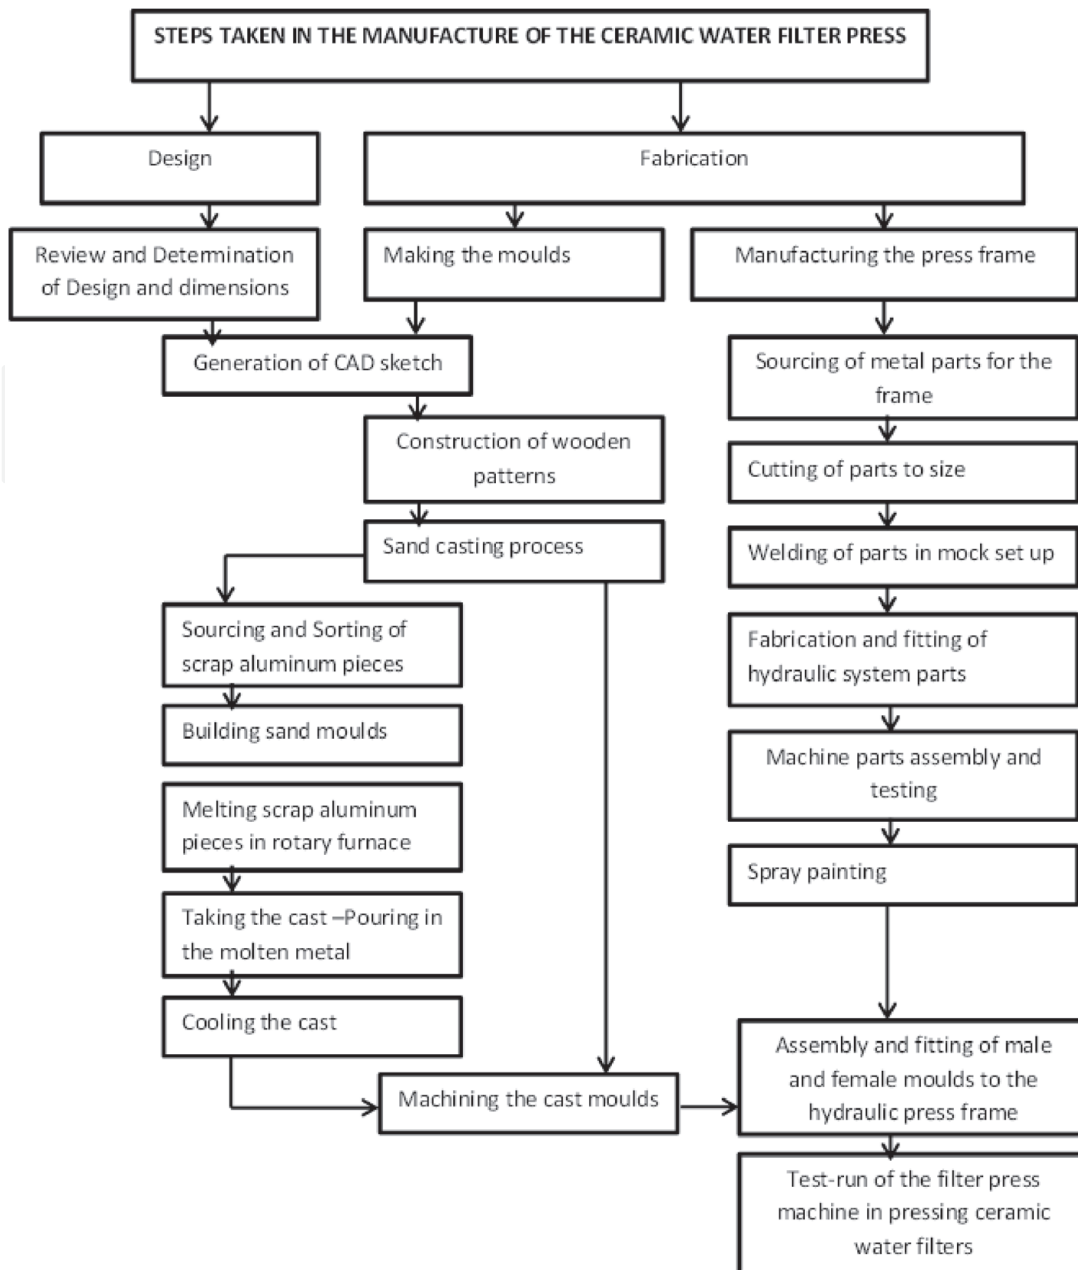 STEPS TAKEN IN THE MANUFACTURE OF THE CERAMIC WATER FILTER PRESS
Design
Fabrication
Review and Determination
of Design and dimensions
Making the moulds
Manufacturing the press frame
Generation of CAD sketch
Sourcing of metal parts for the
frame
Construction of wooden
patterns
Cutting of parts to size
Sand casting process
Welding of parts in mock set up
Sourcing and Sorting of
scrap aluminum pieces
Fabrication and fitting of
hydraulic system parts
Building sand moulds
Machine parts assembly and
testing
Melting scrap aluminum
pieces in rotary furnace
Spray painting
Taking the cast –Pouring in
the molten metal
Cooling the cast
Machining the cast moulds
Assembly and fitting of male
and female moulds to the
hydraulic press frame
Test-run of the filter press
machine in pressing ceramic
water filters